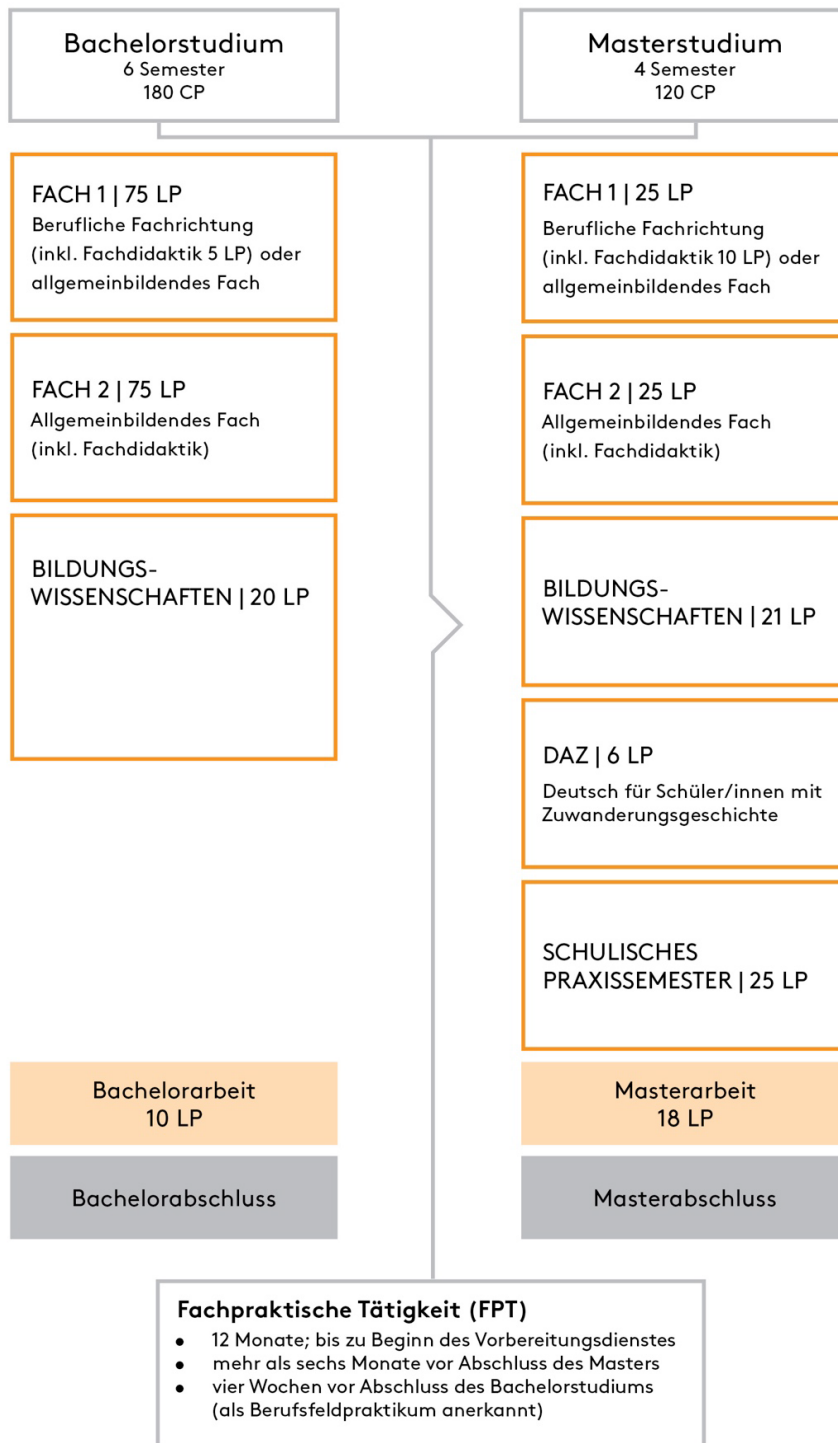 Bachelorstudium
6 Semester
180 CP
FACH 1 | 75 LP
Berufliche Fachrichtung
(inkl. Fachdidaktik 5 LP) oder
allgemeinbildendes Fach
FACH 2 | 75 LP
Allgemeinbildendes Fach
(inkl. Fachdidaktik)
BILDUNGS-
WISSENSCHAFTEN | 20 LP
Bachelorarbeit
10 LP
Bachelorabschluss
Masterstudium
4 Semester
120 CP
FACH 1 | 25 LP
Berufliche Fachrichtung
(inkl. Fachdidaktik 10 LP) oder
allgemeinbildendes Fach
FACH 2 | 25 LP
Allgemeinbildendes Fach
(inkl. Fachdidaktik)
BILDUNGS-
WISSENSCHAFTEN | 21 LP
DAZ | 6 LP
Deutsch für Schüler/innen mit
Zuwanderungsgeschichte
SCHULISCHES
PRAXISSEMESTER | 25 LP
Masterarbeit
18 LP
Masterabschluss
Fachpraktische Tätigkeit (FPT)
• 12 Monate; bis zu Beginn des Vorbereitungsdienstes
• mehr als sechs Monate vor Abschluss des Masters
• vier Wochen vor Abschluss des Bachelorstudiums
(als Berufsfeldpraktikum anerkannt)